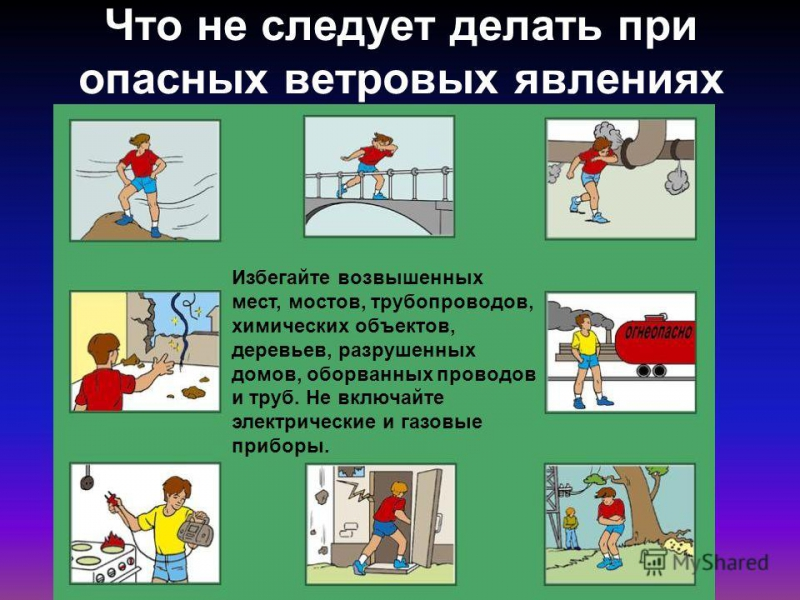 Что не следует делать при
опасных ветровых явлениях
Избегайте возвышенных
мест, мостов, трубопроводов,
химических объектов,
деревьев, разрушенных
домов, оборванных проводов
и труб. Не включайте
электрические и газовые
приборы.
огнеопасно
MyShared